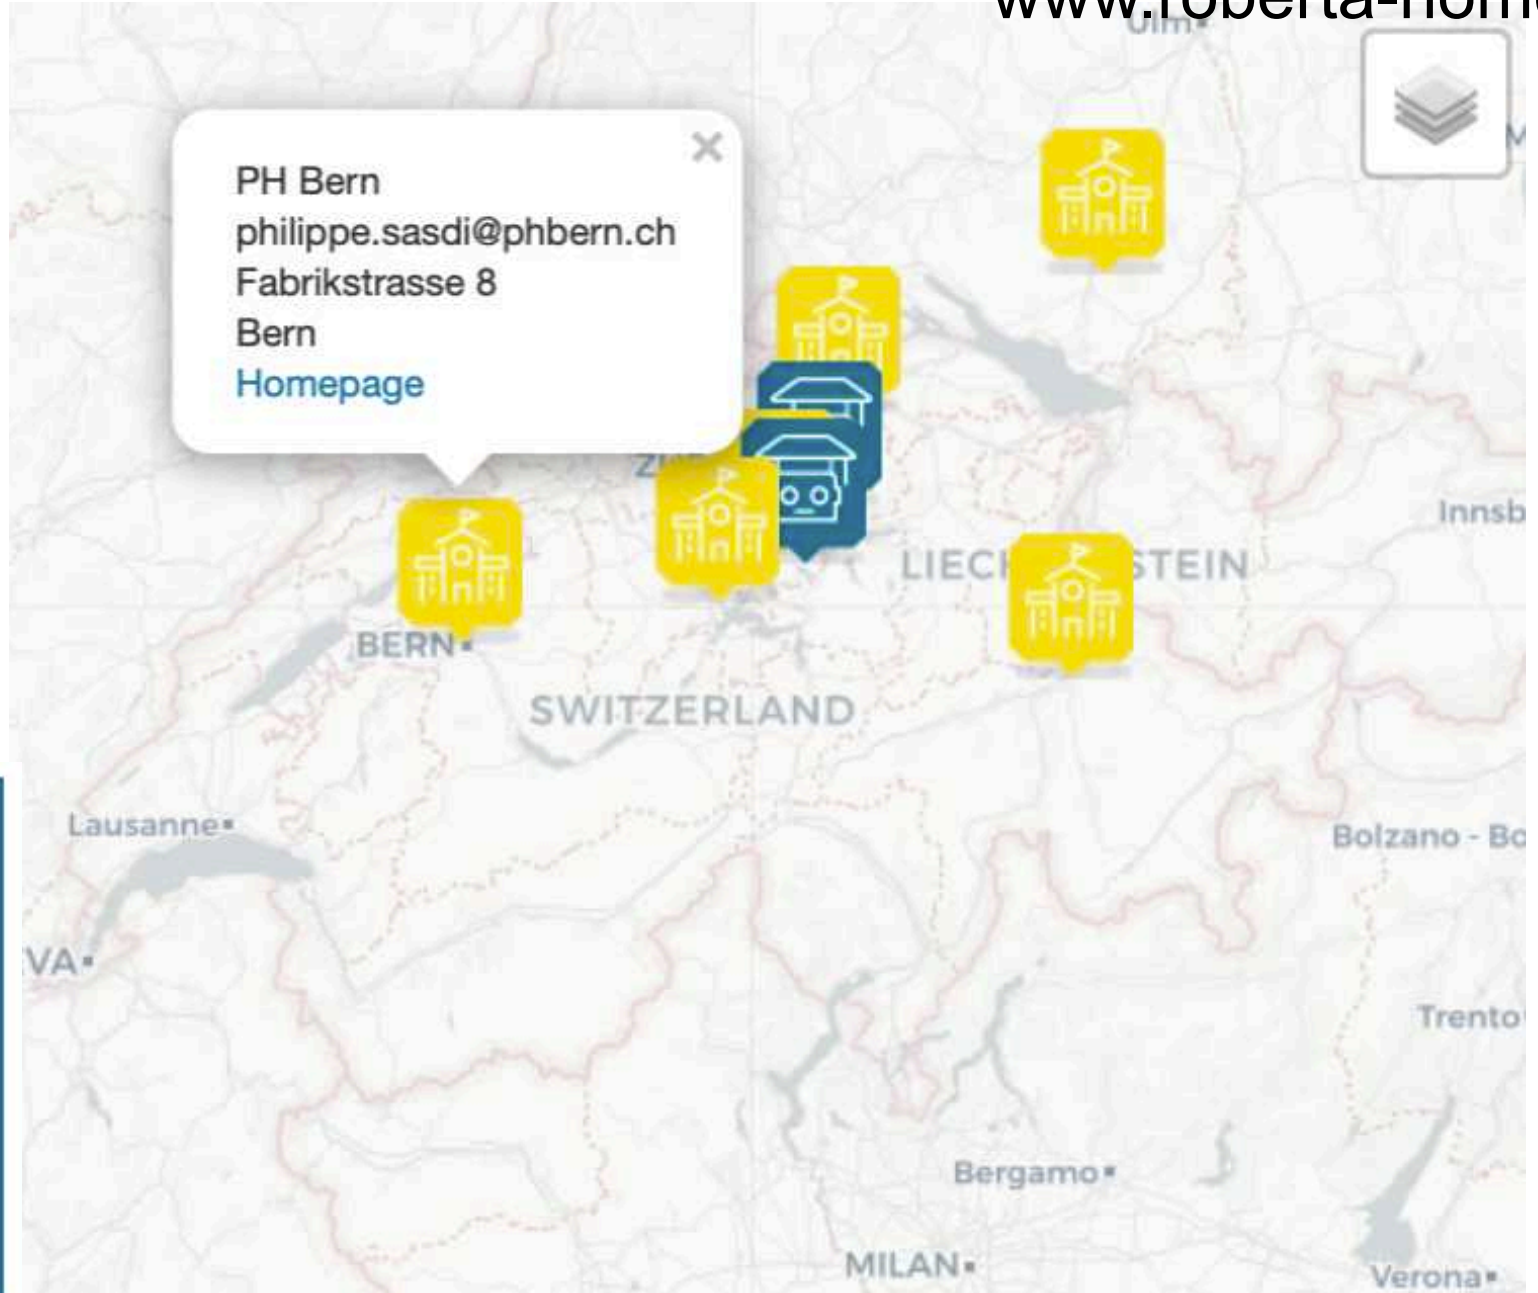 www.roberta-hom
Ulm
PH Bern
philippe.sasdi@phbern.ch
Fabrikstrasse 8
Bern
Homepage
Innsb
LIEC
STEIN
BERN
SWITZERLAND
Lausanne
Bolzano - Bo
VA
Trento
Bergamo
MILAN
Verona